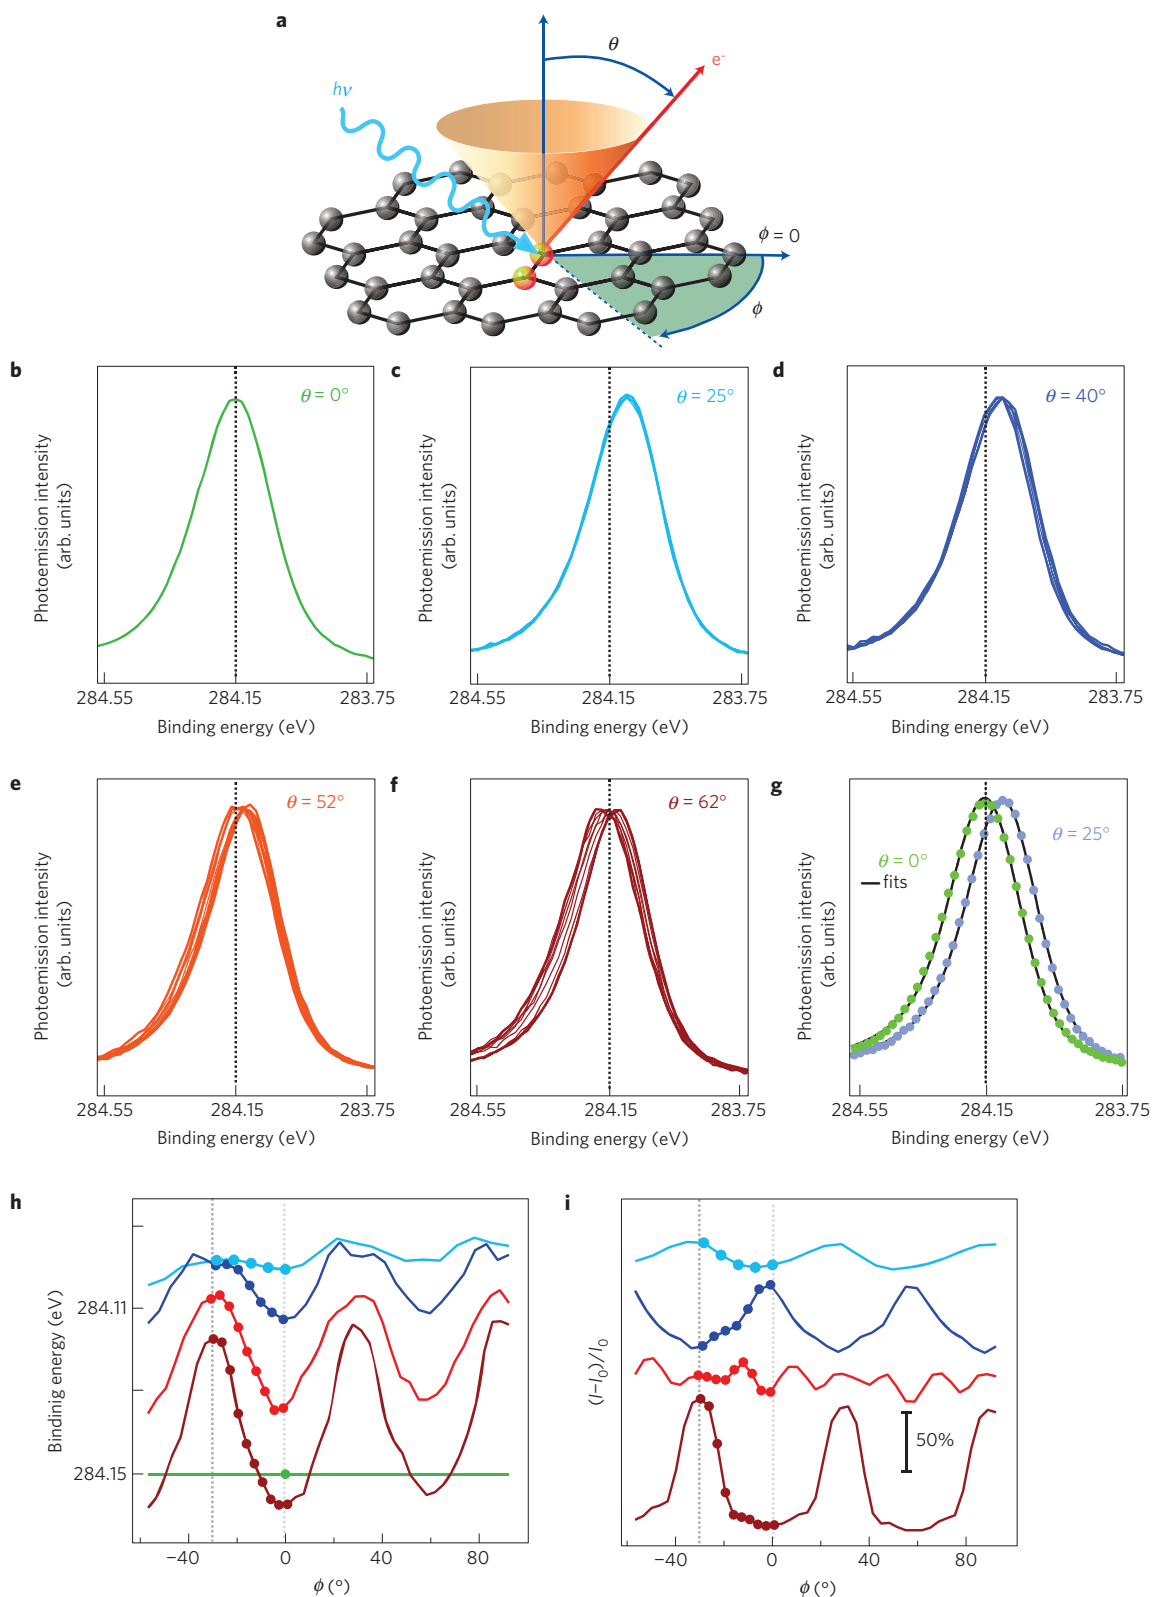 a
θ
e-
hν
ϕ = 0
ϕ
b
θ = 0°
Photoemission intensity
(arb. units)
284.55
284.15
283.75
Binding energy (eV)
c
θ = 25°
Photoemission intensity
(arb. units)
284.55
284.15
283.75
Binding energy (eV)
d
θ = 40°
Photoemission intensity
(arb. units)
284.55
284.15
283.75
Binding energy (eV)
e
θ = 52°
Photoemission intensity
(arb. units)
284.55
284.15
283.75
Binding energy (eV)
f
θ = 62°
Photoemission intensity
(arb. units)
284.55
284.15
283.75
Binding energy (eV)
g
θ = 25°
θ = 0°
fits
Photoemission intensity
(arb. units)
284.55
284.15
283.75
Binding energy (eV)
h
Bindinig energy (eV)
284.11
284.15
−40
0
40
80
ϕ (°)
i
(I−I0)/I0
50%
−40
0
40
80
ϕ (°)